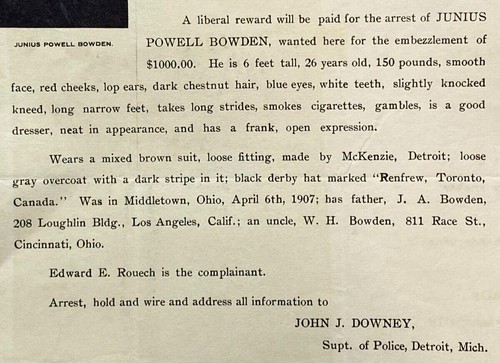 JUNIUS POWELL BOWDEN.
A liberal reward will be paid for the arrest of JUNIUS
POWELL BOWDEN, wanted here for the embezzlement of
$1000.00. He is 6 feet tall, 26 years old, 150 pounds, smooth
face, red cheeks, lop ears, dark chestnut hair, blue eyes, white teeth, slightly knocked
kneed, long narrow feet, takes long strides, smokes cigarettes, gambles, is a good
dresser, neat in appearance, and has a frank, open expression.
Wears a mixed brown suit, loose fitting, made by McKenzie, Detroit; loose
gray overcoat with a dark stripe in it; black derby hat marked "Renfrew, Toronto,
Canada." Was in Middletown, Ohio, April 6th, 1907; has father, J. A. Bowden,
208 Loughlin Bldg., Los Angeles, Calif.; an uncle, W. H. Bowden, 811 Race St.,
Cincinnati, Ohio.
Edward E. Rouech is the complainant.
Arrest, hold and wire and address all information to
JOHN J. DOWNEY,
Supt. of Police, Detroit, Mich.